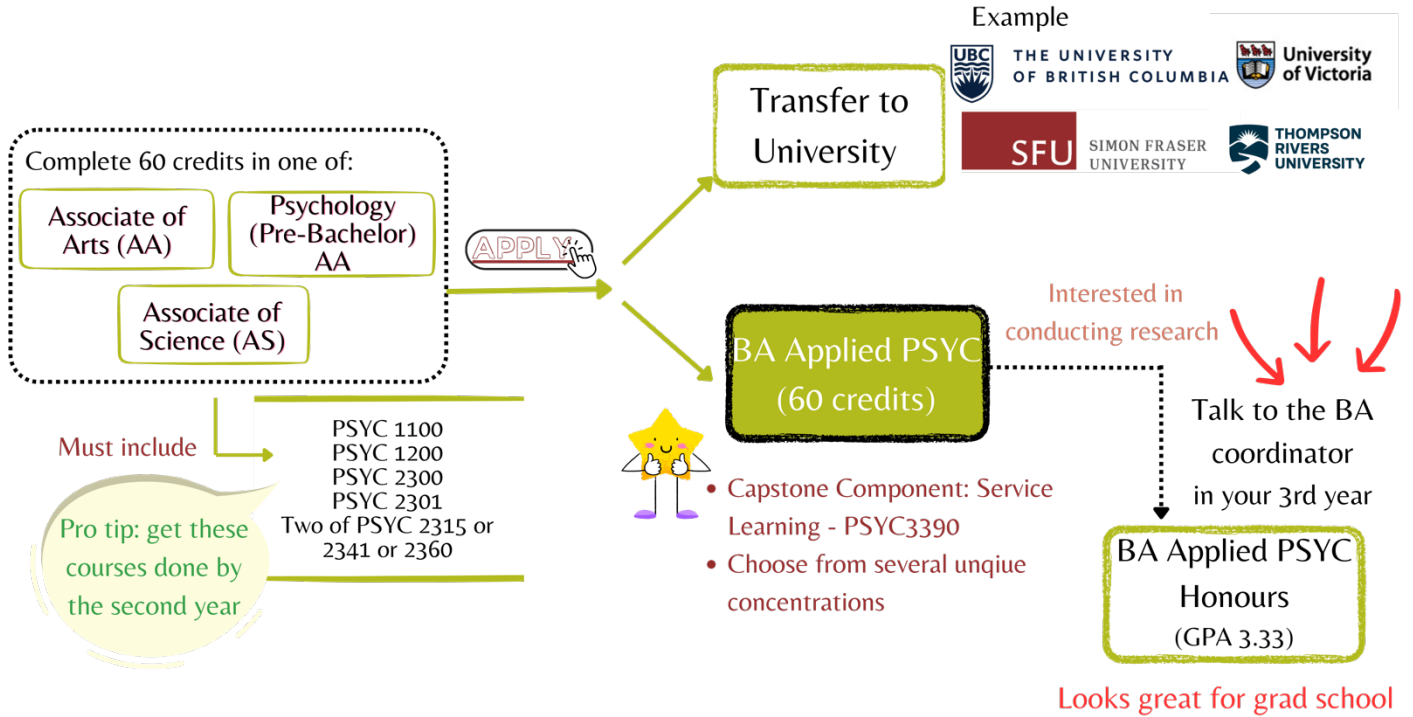 Example
UBC
THE UNIVERSITY
OF BRITISH COLUMBIA
University
of Victoria
SFU
SIMON FRASER
UNIVERSITY
THOMPSON
RIVERS
UNIVERSITY
Transfer to
University
Complete 60 credits in one of:
Associate of
Arts (AA)
Psychology
(Pre-Bachelor)
AA
Associate of
Science (AS)
APPLY
Must include
PSYC 1100
PSYC 1200
PSYC 2300
PSYC 2301
Two of PSYC 2315 or
2341 or 2360
Pro tip: get these
courses done by
the second year
BA Applied PSYC
(60 credits)
• Capstone Component: Service
Learning - PSYC3390
• Choose from several unqiue
concentrations
Interested in
conducting research
Talk to the BA
coordinator
in your 3rd year
BA Applied PSYC
Honours
(GPA 3.33)
Looks great for grad school